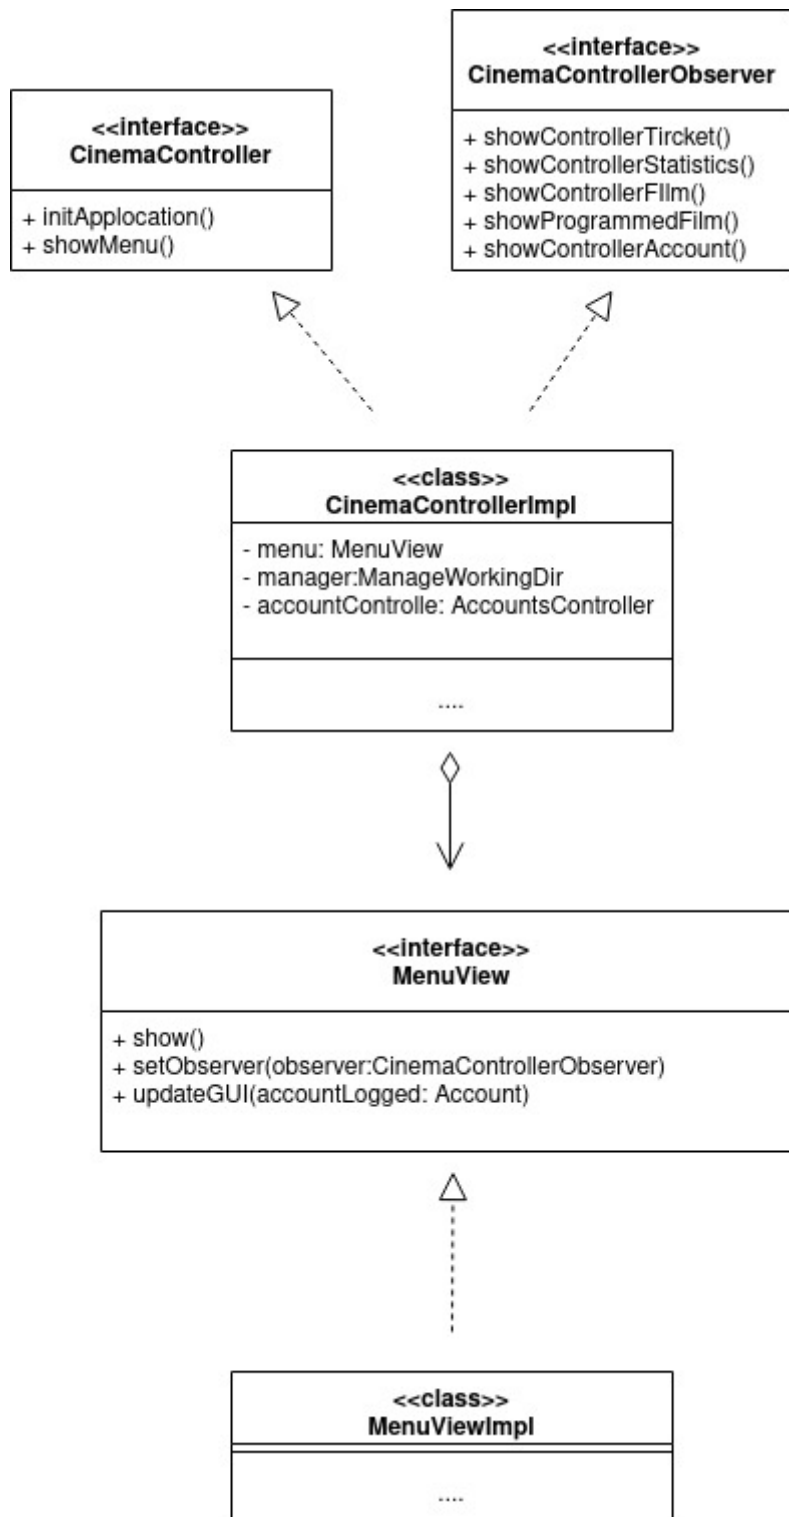 <<interface>>
CinemaControllerObserver
+ showControllerTircket()
+ showControllerStatistics()
+ showControllerFIlm()
+ showProgrammedFilm()
+ showControllerAccount()
<<interface>>
CinemaController
+ initApplocation()
+ showMenu()
<<class>>
CinemaControllerImpl
- menu: MenuView
- manager:ManageWorkingDir
- accountControlle: AccountsController
....
<<interface>>
MenuView
+ show()
+ setObserver(observer:CinemaControllerObserver)
+ updateGUI(accountLogged: Account)
<<class>>
MenuViewImpl
....